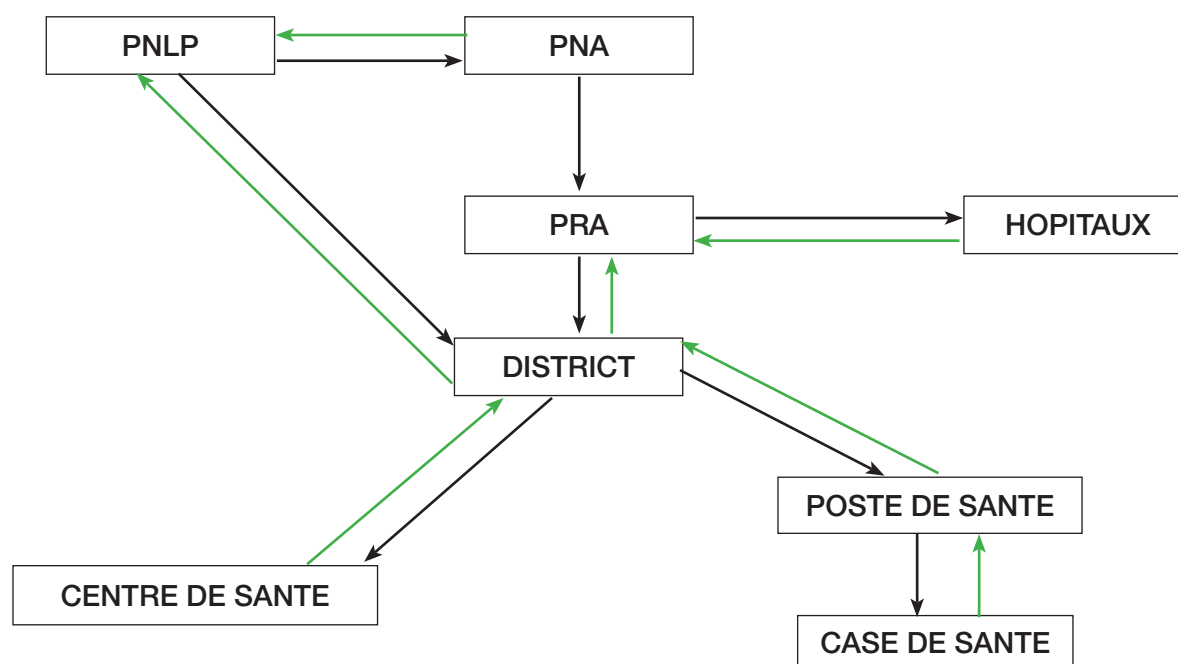 PNLP
PNA
PRA
HOPITAUX
DISTRICT
POSTE DE SANTE
CENTRE DE SANTE
CASE DE SANTE